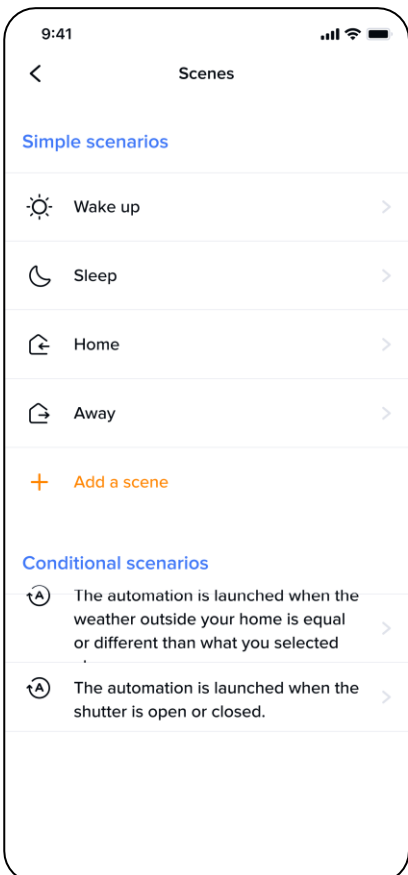 9:41
Scenes
Simple scenarios
Wake up
Sleep
Home
Away
Add a scene
Conditional scenarios
A
The automation is launched when the
weather outside your home is equal
or different than what you selected
A
The automation is launched when the
shutter is open or closed.